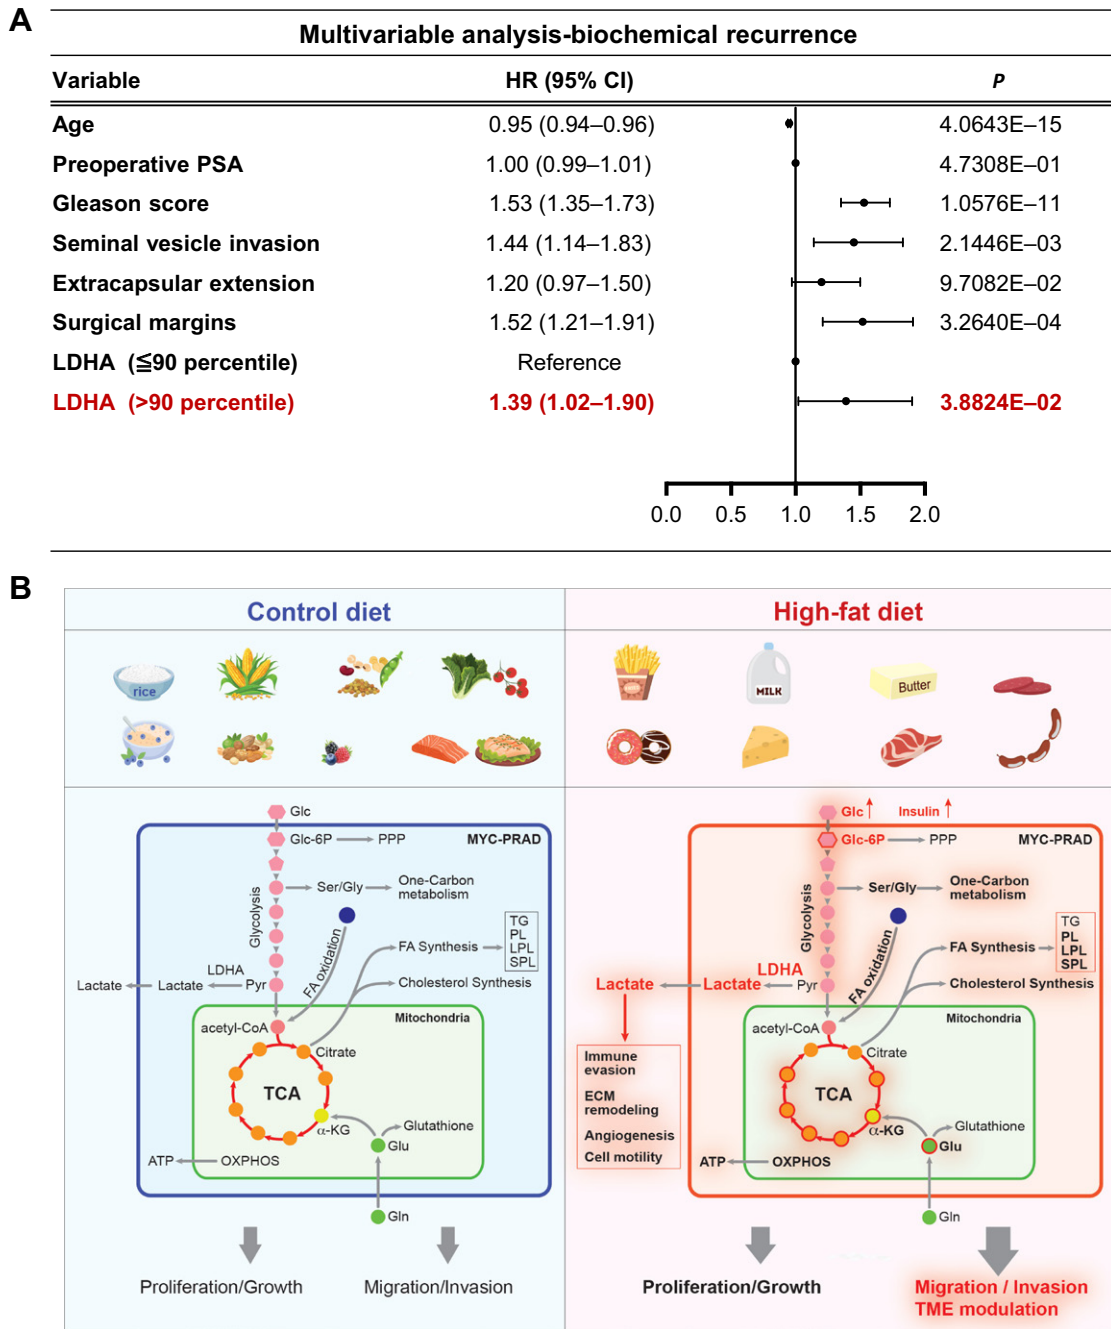 A
Multivariable analysis-biochemical recurrence
Variable HR (95% CI) P
Age 0.95 (0.94–0.96) 4.0643E–15
Preoperative PSA 1.00 (0.99–1.01) 4.7308E–01
Gleason score 1.53 (1.35–1.73) 1.0576E–11
Seminal vesicle invasion 1.44 (1.14–1.83) 2.1446E–03
Extracapsular extension 1.20 (0.97–1.50) 9.7082E–02
Surgical margins 1.52 (1.21–1.91) 3.2640E–04
LDHA (≦90 percentile) Reference
LDHA (>90 percentile) 1.39 (1.02–1.90) 3.8824E–02
0.0 0.5 1.0 1.5 2.0
B
Control diet
rice
Glc
Glc-6P
PPP
MYC-PRAD
Glycolysis
Ser/Gly
One-Carbon
metabolism
FA oxidation
FA Synthesis
TG
PL
LPL
SPL
Cholesterol Synthesis
LDHA
Lactate
Lactate
Pyr
Mitochondria
acetyl-CoA
Citrate
TCA
α-KG
Glutathione
Glu
ATP
OXPHOS
Gln
Proliferation/Growth
Migration/Invasion
High-fat diet
MILK
Butter
Glc
Insulin
Glc-6P
PPP
MYC-PRAD
Glycolysis
Ser/Gly
One-Carbon
metabolism
FA oxidation
FA Synthesis
TG
PL
LPL
SPL
Cholesterol Synthesis
LDHA
Lactate
Lactate
Pyr
Mitochondria
acetyl-CoA
Citrate
Immune
evasion
ECM
remodeling
Angiogenesis
Cell motility
TCA
α-KG
Glutathione
Glu
ATP
OXPHOS
Gln
Proliferation/Growth
Migration / Invasion
TME modulation